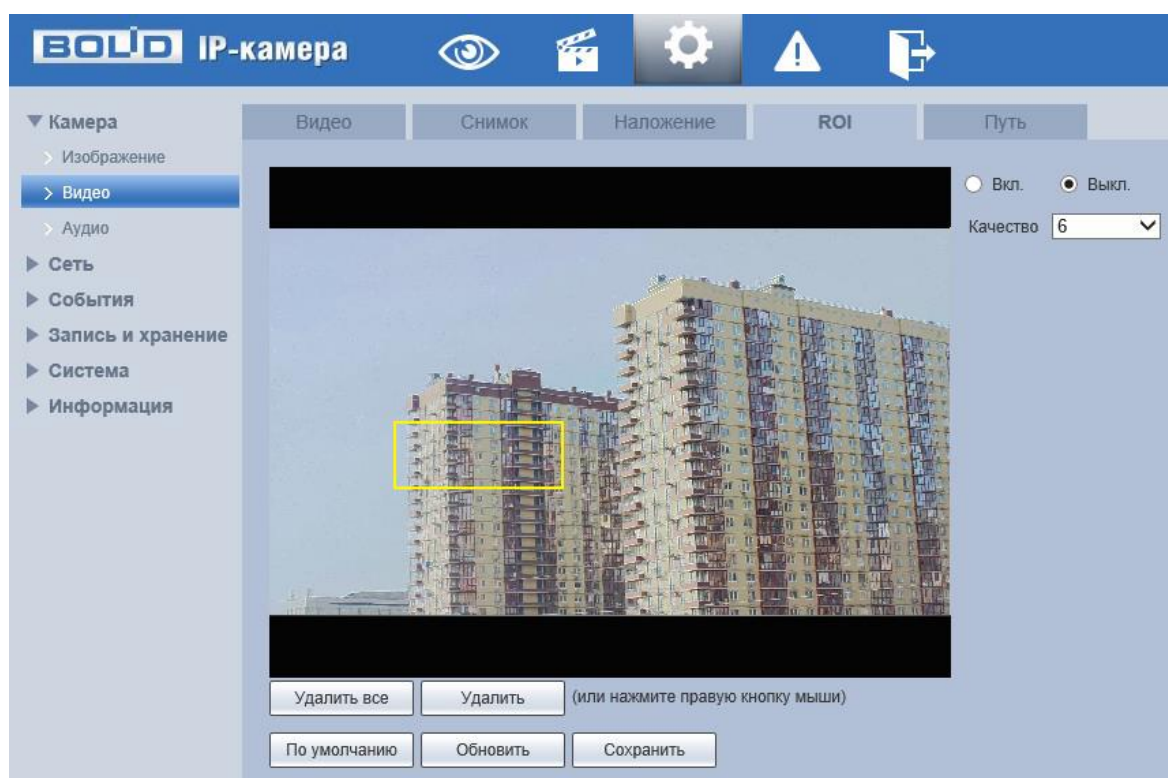 BOLID IP-камера
Камера
Изображение
Видео
Аудио
Сеть
События
Запись и хранение
Система
Информация
Видео Снимок Наложение ROI Путь
Вкл. Выкл.
Качество 6
Удалить все Удалить (или нажмите правую кнопку мыши)
По умолчанию Обновить Сохранить